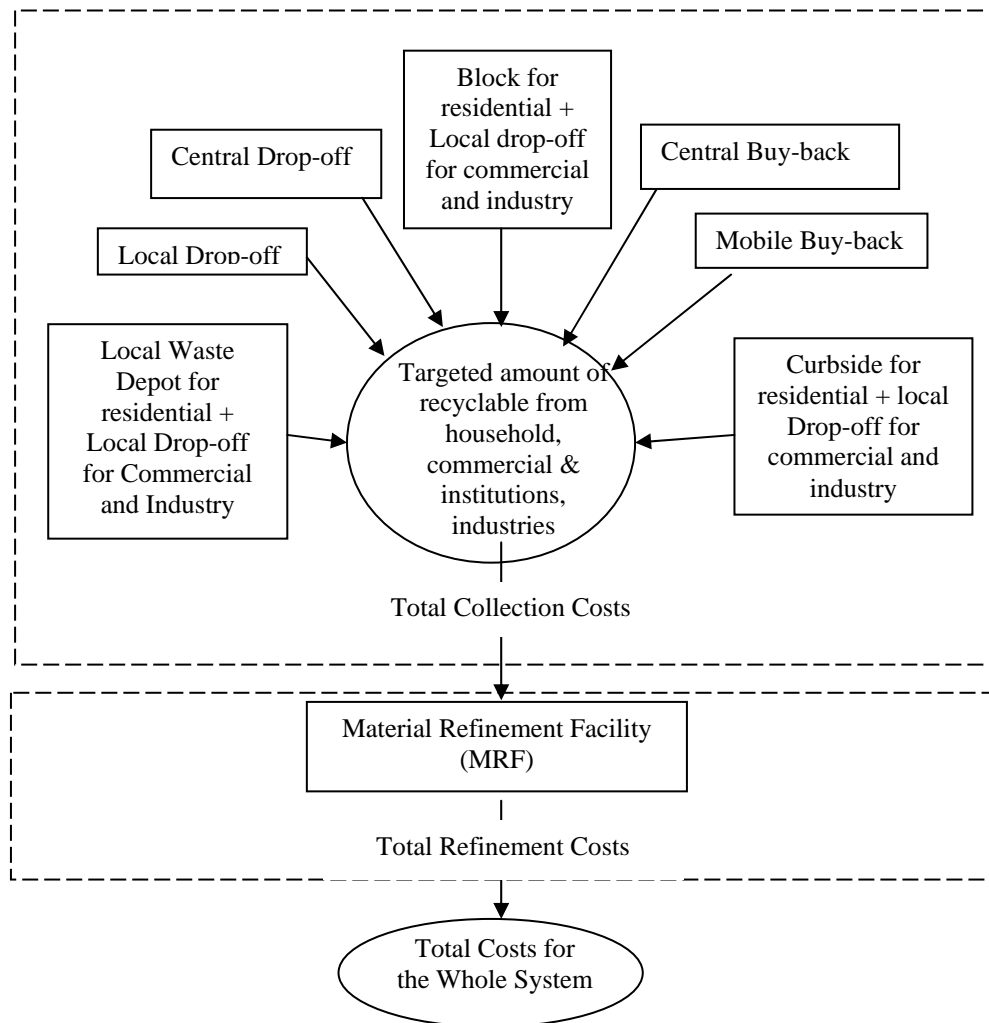 Block for
residential +
Local drop-off
for commercial
and industry
Central Drop-off
Central Buy-back
Local Drop-off
Mobile Buy-back
Local Waste
Depot for
residential +
Local Drop-off
for Commercial
and Industry
Targeted amount of
recyclable from
household,
commercial &
institutions,
industries
Curbside for
residential + local
Drop-off for
commercial and
industry
Total Collection Costs
Material Refinement Facility
(MRF)
Total Refinement Costs
Total Costs for
the Whole System